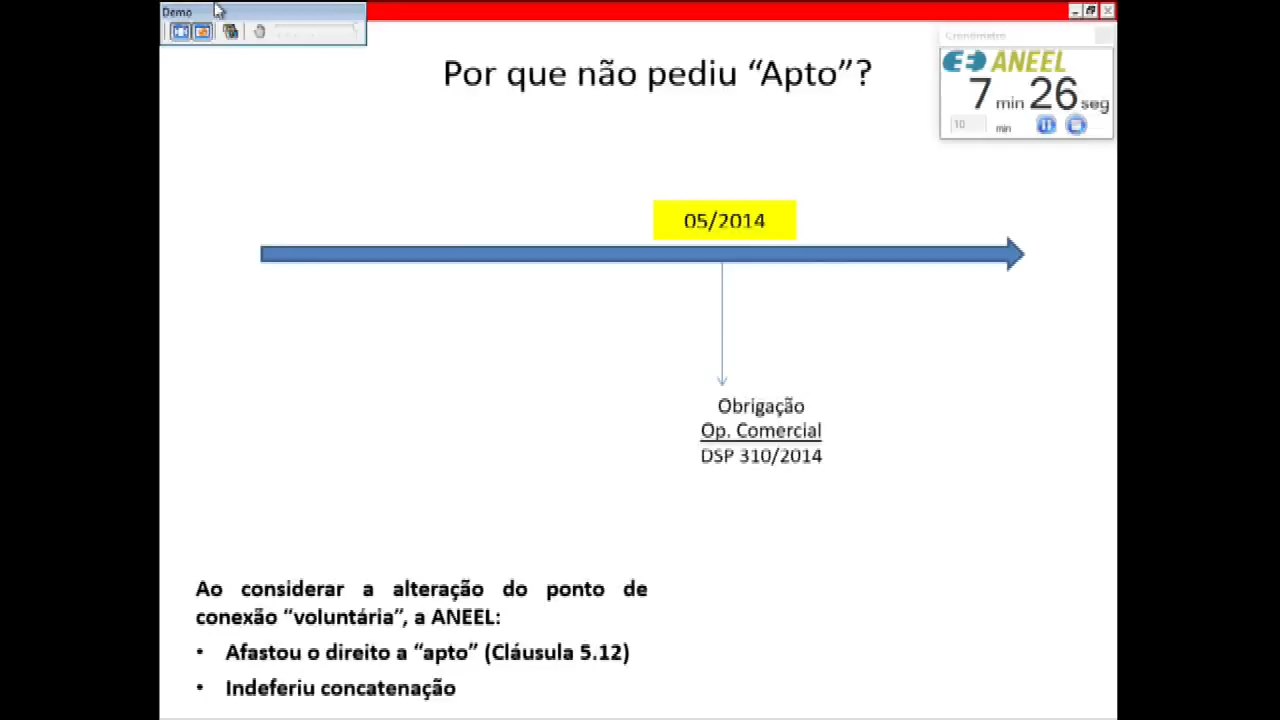 Demo
Por que não pediu “Apto”?
Cronômetro
ANEEL
7 min 26 seg
10 min
05/2014
Obrigação
Op. Comercial
DSP 310/2014
Ao considerar a alteração do ponto de
conexão “voluntária”, a ANEEL:
• Afastou o direito a “apto” (Cláusula 5.12)
• Indeferiu concatenação